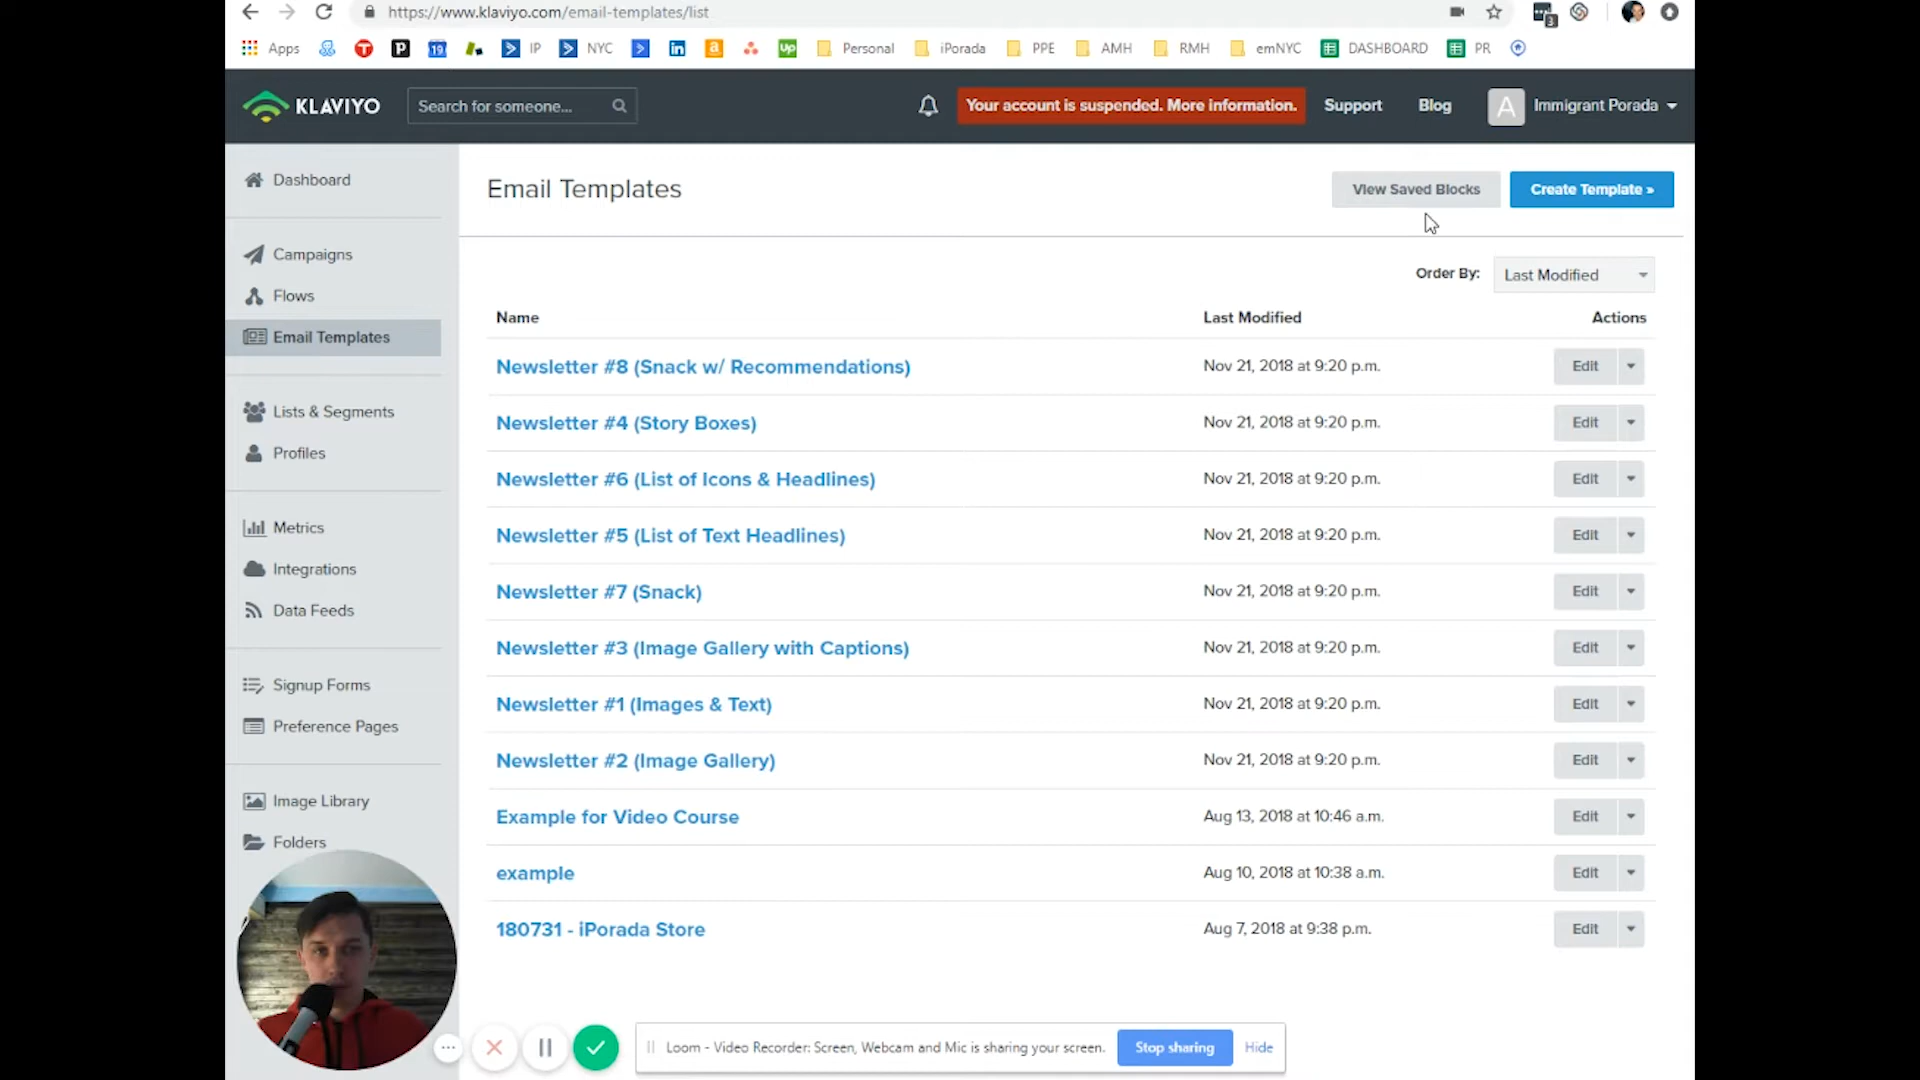 https://www.klaviyo.com/email-templates/list
3
Apps
19
IP
NYC
in
a
up
Personal
iPorada
PPE
AMH
RMH
emNYC
DASHBOARD
PR
KLAVIYO
Search for someone...
Your account is suspended. More information.
Support
Blog
A
Immigrant Porada
Dashboard
Campaigns
Flows
Email Templates
Lists & Segments
Profiles
Metrics
Integrations
Data Feeds
Signup Forms
Preference Pages
Image Library
Folders
Email Templates
View Saved Blocks
Create Template »
Order By:
Last Modified
Name
Last Modified
Actions
Newsletter #8 (Snack w/ Recommendations)
Nov 21, 2018 at 9:20 p.m.
Edit
Newsletter #4 (Story Boxes)
Nov 21, 2018 at 9:20 p.m.
Edit
Newsletter #6 (List of Icons & Headlines)
Nov 21, 2018 at 9:20 p.m.
Edit
Newsletter #5 (List of Text Headlines)
Nov 21, 2018 at 9:20 p.m.
Edit
Newsletter #7 (Snack)
Nov 21, 2018 at 9:20 p.m.
Edit
Newsletter #3 (Image Gallery with Captions)
Nov 21, 2018 at 9:20 p.m.
Edit
Newsletter #1 (Images & Text)
Nov 21, 2018 at 9:20 p.m.
Edit
Newsletter #2 (Image Gallery)
Nov 21, 2018 at 9:20 p.m.
Edit
Example for Video Course
Aug 13, 2018 at 10:46 a.m.
Edit
example
Aug 10, 2018 at 10:38 a.m.
Edit
180731 - iPorada Store
Aug 7, 2018 at 9:38 p.m.
Edit
Loom - Video Recorder: Screen, Webcam and Mic is sharing your screen.
Stop sharing
Hide